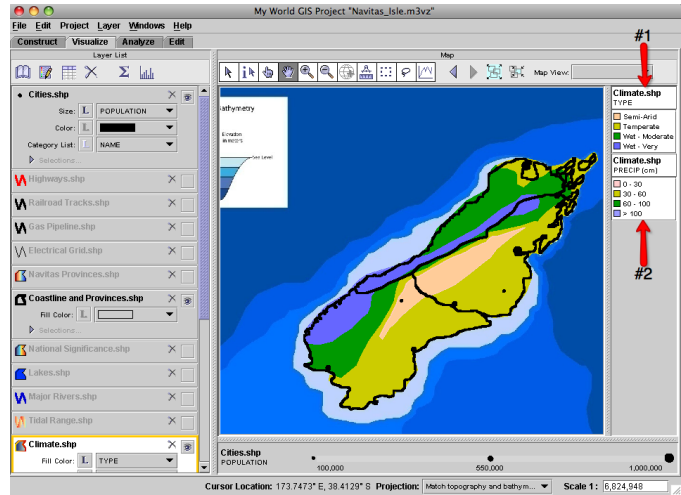 My World GIS Project "Navitas_Isle.m3vz"
File Edit Project Layer Windows Help
Construct Visualize Analyze Edit
#1
Layer List
Map
Map View:
Cities.shp
Size: L POPULATION
Color: L
Category List: L NAME
Selections...
Highways.shp
Railroad Tracks.shp
Gas Pipeline.shp
Electrical Grid.shp
Navitas Provinces.shp
Coastline and Provinces.shp
Fill Color: L
Selections...
National Significance.shp
Lakes.shp
Major Rivers.shp
Tidal Range.shp
Climate.shp
Fill Color: L TYPE
athymetry
Elevation
in meters
Sea Level
Climate.shp
TYPE
Semi-Arid
Temperate
Wet - Moderate
Wet - Very
Climate.shp
PRECIP (cm)
0 - 30
30 - 60
60 - 100
> 100
#2
Cities.shp
POPULATION
100,000 550,000 1,000,000
Cursor Location: 173.7473° E, 38.4129° S Projection: Match topography and bathym... Scale 1: 6,824,948